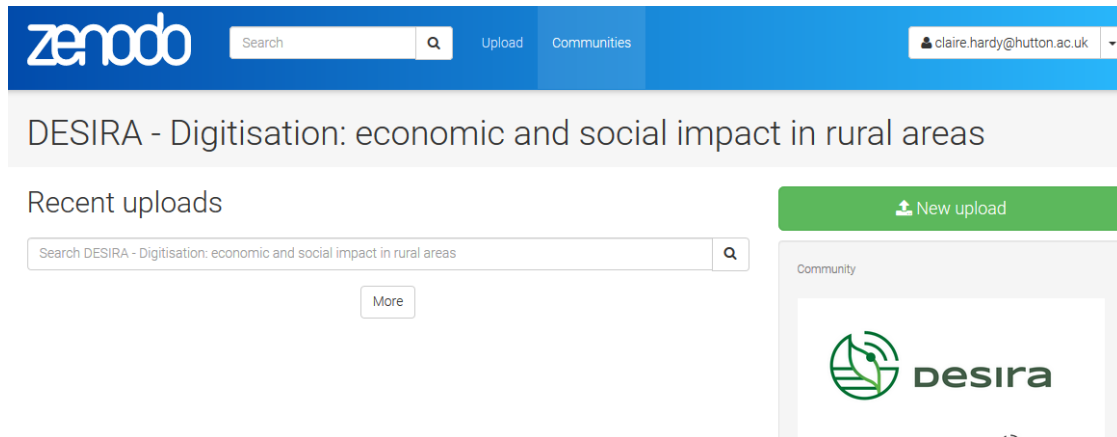 zenodo
Search
Upload
Communities
claire.hardy@hutton.ac.uk
DESIRA - Digitisation: economic and social impact in rural areas
Recent uploads
New upload
Search DESIRA - Digitisation: economic and social impact in rural areas
Community
More
Desira